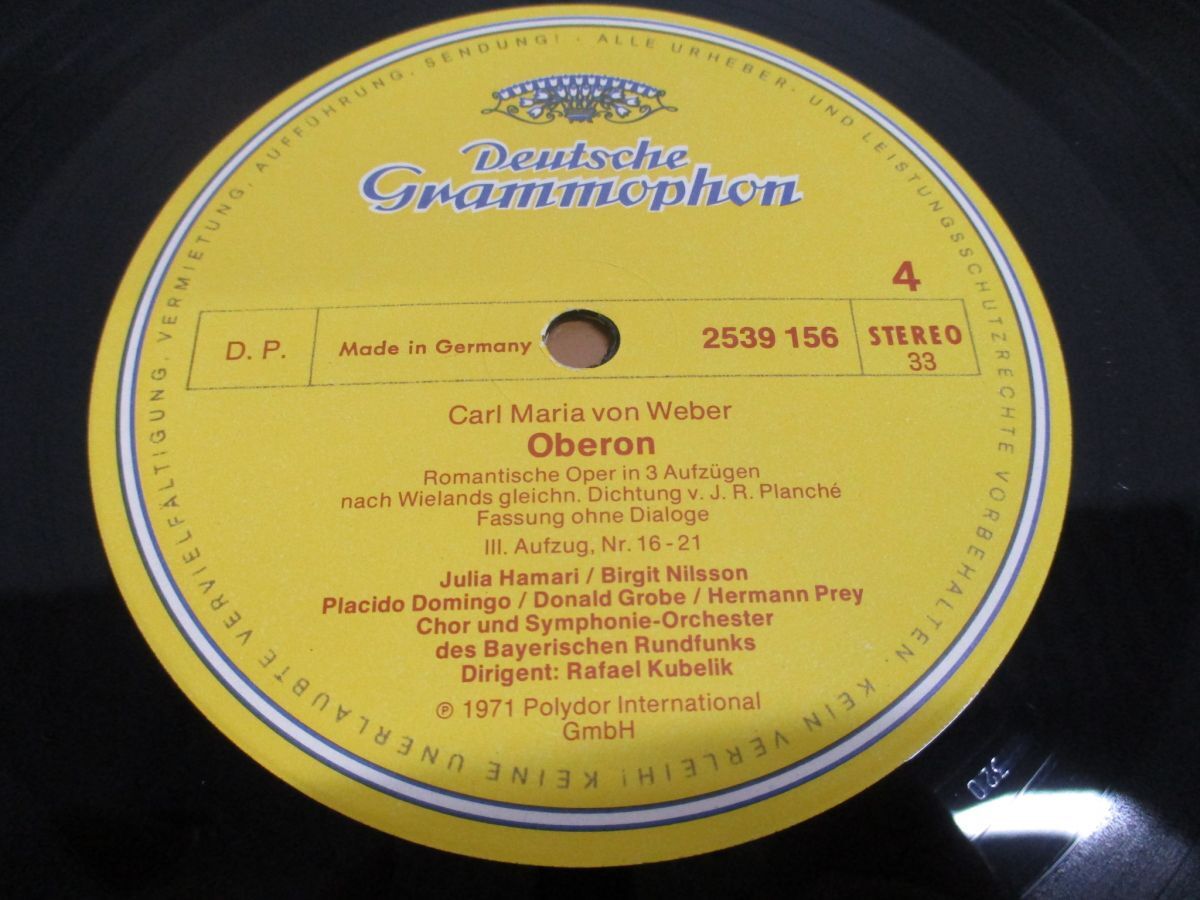 Deutsche
Grammophon
4
D. P. Made in Germany 2539 156 STEREO
33
Carl Maria von Weber
Oberon
Romantische Oper in 3 Aufzügen
nach Wielands gleichn. Dichtung v. J. R. Planché
Fassung ohne Dialoge
III. Aufzug, Nr. 16-21
Julia Hamari / Birgit Nilsson
Placido Domingo / Donald Grobe / Hermann Prey
Chor und Symphonie-Orchester
des Bayerischen Rundfunks
Dirigent: Rafael Kubelik
℗ 1971 Polydor International
GmbH
ALLE URHEBER- UND LEISTUNGSSCHUTZRECHTE VORBEHALTEN. KEIN VERLEIH! KEINE UNERLAUBTE VERVIELFÄLTIGUNG, VERMIETUNG, AUFFÜHRUNG, SENDUNG!
320